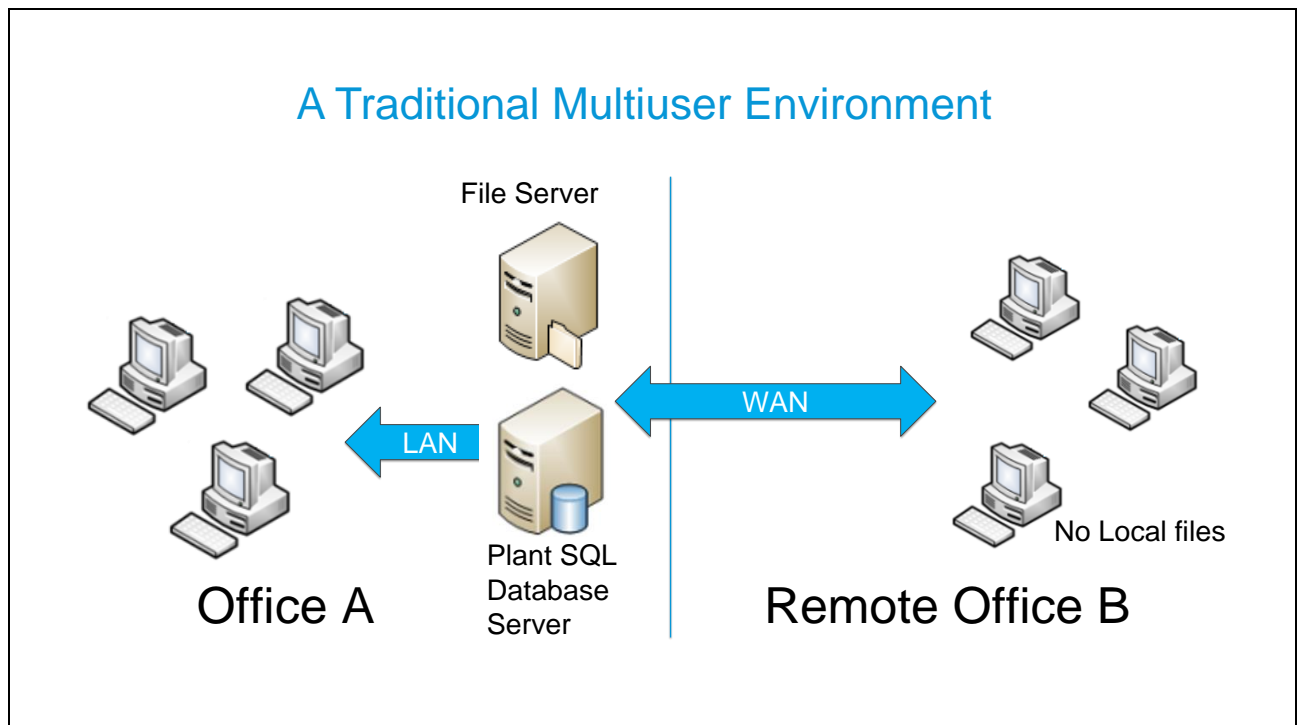 A Traditional Multiuser Environment
File Server
WAN
LAN
No Local files
Plant SQL
Database
Server
Office A
Remote Office B